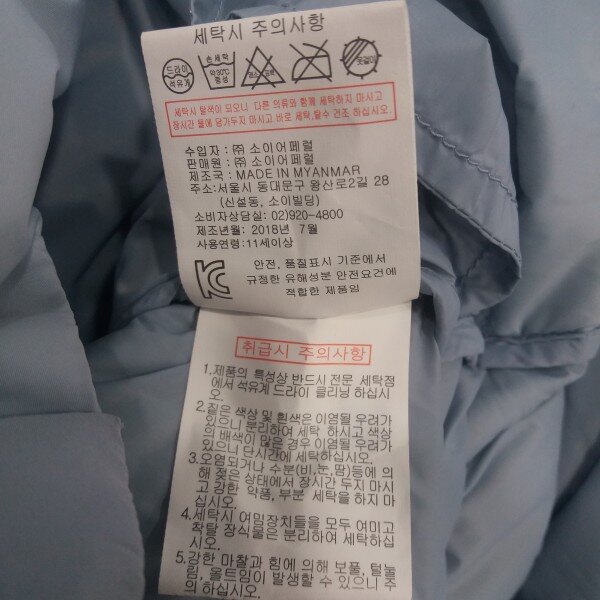 세탁시 주의사항
드라이
석유계
손세탁
약30℃
중성
염소
표백
옷걸이
세탁시 탈색이 되오니 다른 의류와 함께 세탁하지 마시고
장시간 물에 담가두지 마시고,바로 세탁,탈수 건조 하십시오.
수입자 : ㈜ 소이어페럴
판매원 : ㈜ 소이어페럴
제조국 : MADE IN MYANMAR
주소:서울시 동대문구 왕산로2길 28
(신설동, 소이빌딩)
소비자상담실: 02)920-4800
제조년월 : 2018년 7월
사용연령:11세이상
안전, 품질표시 기준에서
규정한 유해성분 안전요건에
적합한 제품임
취급시 주의사항
1.제품의 특성상 반드시 전문 세탁점
에서 석유계 드라이 클리닝 하십시
오.
2.짙은 색상 및 흰색은 이염될 우려가
있으니 분리하여 세탁 하시고 색상
의 배색이 많은 경우 이염될 우려가
있으니 단시간에 세탁하십시오.
3.오염되거나 수분(비,눈,땀)등에 의
해 젖은 상태에서 장시간 두지 마시
고 강한 약품, 부분 세탁을 하지 마
십시오.
4.세탁시 여밈장치들을 모두 여미고
착탈 장식물은 분리하여 세탁하십
시오.
5.강한 마찰과 힘에 의해 보풀, 털눌
림, 올트임이 발생할 수 있으니 주
의 하십시오.